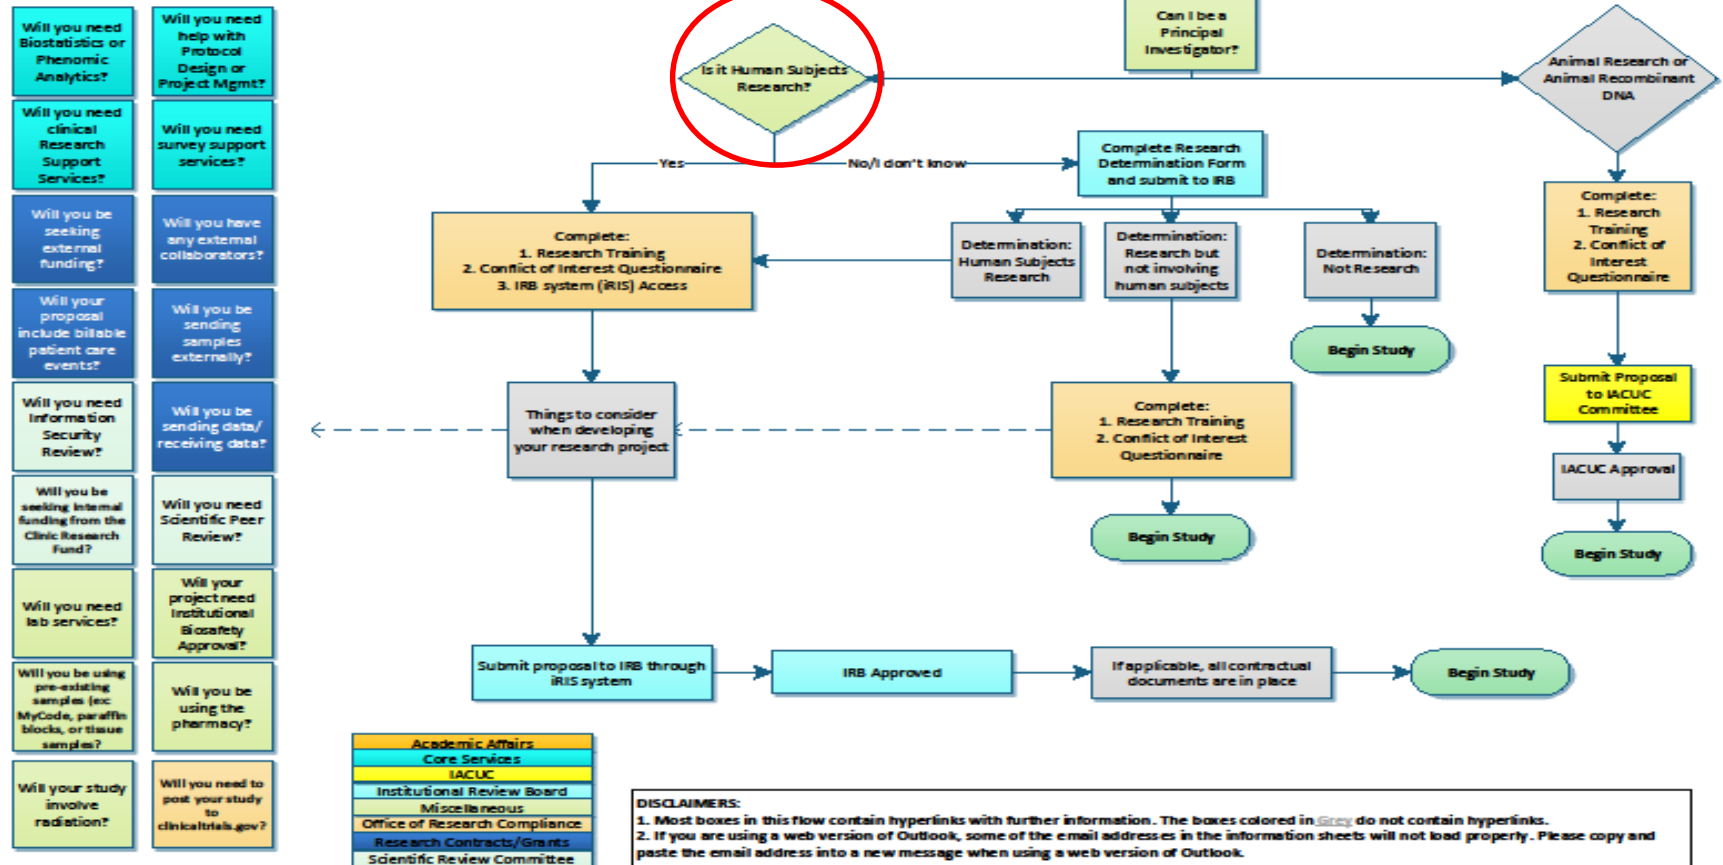 Will you need
Biostatistics or
Phenomic
Analytics?
Will you need
help with
Protocol
Design or
Project Mgmt?
Will you need
clinical
Research
Support
Services?
Will you need
survey support
services?
Will you be
seeking
external
funding?
Will you have
any external
collaborators?
Will your
proposal
include billable
patient care
events?
Will you be
sending
samples
externally?
Will you need
Information
Security
Review?
Will you be
sending data/
receiving data?
Will you be
seeking internal
funding from the
Clinic Research
Fund?
Will you need
Scientific Peer
Review?
Will you need
lab services?
Will your
project need
Institutional
Biosafety
Approval?
Will you be using
pre-existing
samples (ex
MyCode, paraffin
blocks, or tissue
samples?
Will you be
using the
pharmacy?
Will your study
involve
radiation?
Will you need to
post your study
to
clinicaltrials.gov?
Can I be a
Principal
Investigator?
Is it Human Subjects
Research?
Animal Research or
Animal Recombinant
DNA
Yes
No/I don't know
Complete Research
Determination Form
and submit to IRB
Complete:
1. Research Training
2. Conflict of Interest Questionnaire
3. IRB system (iRIS) Access
Determination:
Human Subjects
Research
Determination:
Research but
not involving
human subjects
Determination:
Not Research
Begin Study
Complete:
1. Research
Training
2. Conflict of
Interest
Questionnaire
Submit Proposal
to IACUC
Committee
IACUC Approval
Begin Study
Things to consider
when developing
your research project
Complete:
1. Research Training
2. Conflict of Interest
Questionnaire
Begin Study
Submit proposal to IRB through
iRIS system
IRB Approved
If applicable, all contractual
documents are in place
Begin Study
Academic Affairs
Core Services
IACUC
Institutional Review Board
Miscellaneous
Office of Research Compliance
Research Contracts/Grants
Scientific Review Committee
DISCLAIMERS:
1. Most boxes in this flow contain hyperlinks with further information. The boxes colored in Grey do not contain hyperlinks.
2. If you are using a web version of Outlook, some of the email addresses in the information sheets will not load properly. Please copy and
paste the email address into a new message when using a web version of Outlook.